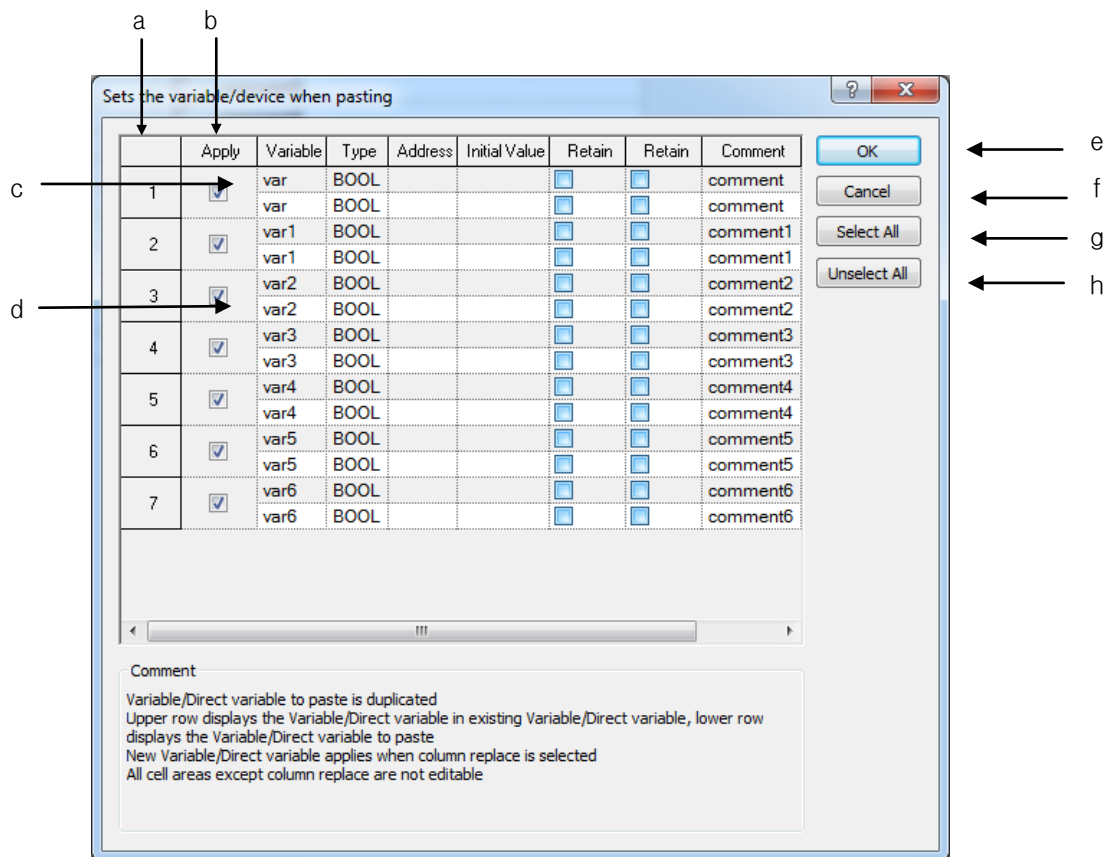 a b
Sets the variable/device when pasting
?
Apply Variable Type Address Initial Value Retain Retain Comment
OK
e
c
1
var BOOL comment
var BOOL comment
Cancel
f
2
var1 BOOL comment1
var1 BOOL comment1
Select All
g
3
var2 BOOL comment2
var2 BOOL comment2
Unselect All
h
d
4
var3 BOOL comment3
var3 BOOL comment3
5
var4 BOOL comment4
var4 BOOL comment4
6
var5 BOOL comment5
var5 BOOL comment5
7
var6 BOOL comment6
var6 BOOL comment6
Comment
Variable/Direct variable to paste is duplicated
Upper row displays the Variable/Direct variable in existing Variable/Direct variable, lower row
displays the Variable/Direct variable to paste
New Variable/Direct variable applies when column replace is selected
All cell areas except column replace are not editable